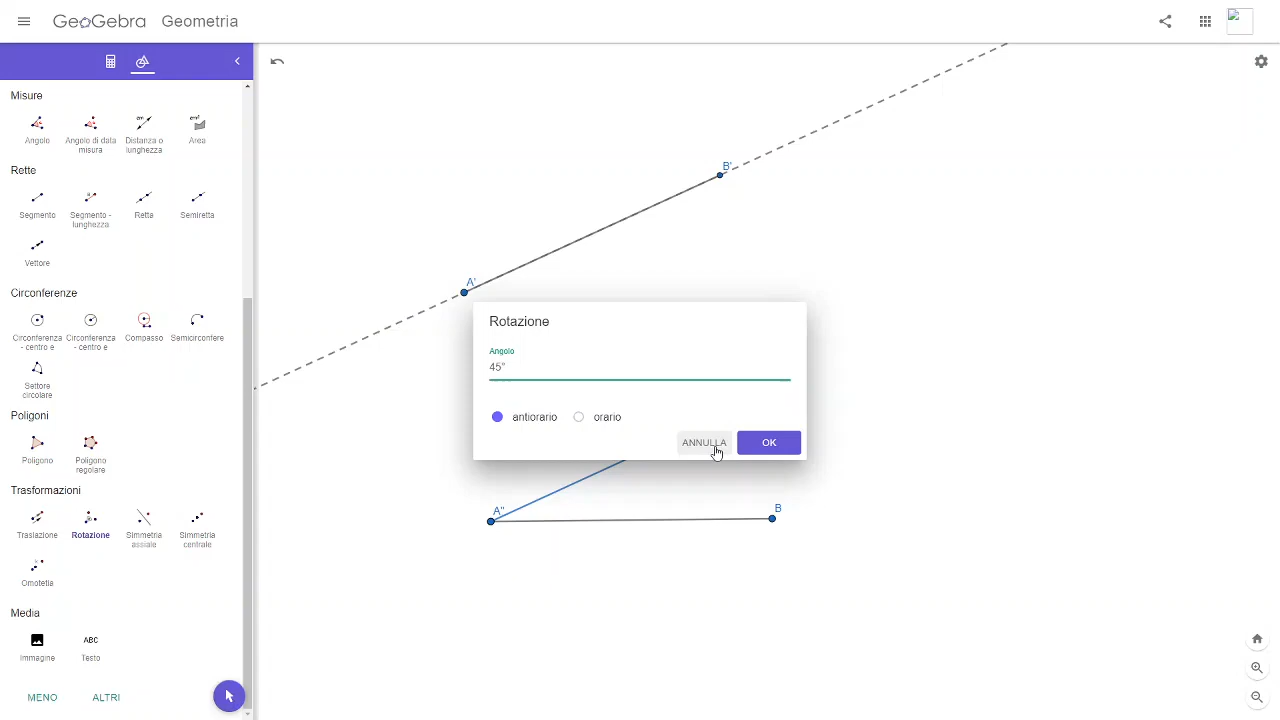 GeoGebra Geometria
Misure
Angolo
Angolo di data
misura
Distanza o
lunghezza
Area
Rette
Segmento
Segmento -
lunghezza
Retta
Semiretta
Vettore
Circonferenze
Circonferenza
- centro e
Circonferenza
- centro e
Compasso
Semicirconfere
Settore
circolare
Poligoni
Poligono
Poligono
regolare
Trasformazioni
Traslazione
Rotazione
Simmetria
assiale
Simmetria
centrale
Omotetia
Media
Immagine
ABC
Testo
MENO
ALTRI
B'
A'
Rotazione
Angolo
45°
antiorario
orario
ANNULLA
OK
A''
B